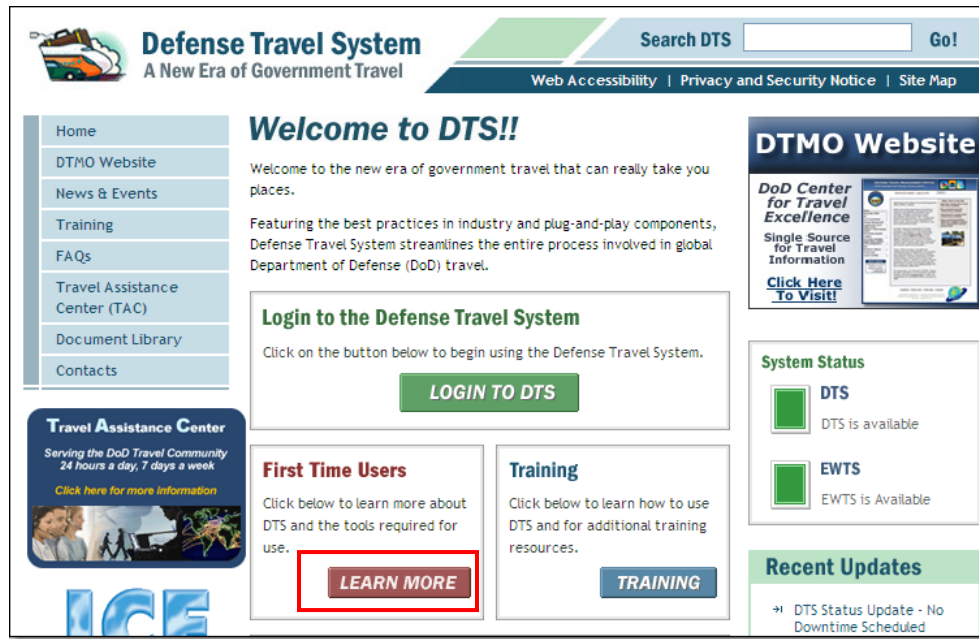 Defense Travel System
A New Era of Government Travel
Search DTS
Go!
Web Accessibility | Privacy and Security Notice | Site Map
Home
DTMO Website
News & Events
Training
FAQs
Travel Assistance
Center (TAC)
Document Library
Contacts
Travel Assistance Center
Serving the DoD Travel Community
24 hours a day, 7 days a week
Click here for more information
ICE
Welcome to DTS!!
Welcome to the new era of government travel that can really take you
places.
Featuring the best practices in industry and plug-and-play components,
Defense Travel System streamlines the entire process involved in global
Department of Defense (DoD) travel.
Login to the Defense Travel System
Click on the button below to begin using the Defense Travel System.
LOGIN TO DTS
First Time Users
Click below to learn more about
DTS and the tools required for
use.
LEARN MORE
Training
Click below to learn how to use
DTS and for additional training
resources.
TRAINING
DTMO Website
DoD Center
for Travel
Excellence
Single Source
for Travel
Information
Click Here
To Visit!
System Status
DTS
DTS is available
EWTS
EWTS is Available
Recent Updates
DTS Status Update - No
Downtime Scheduled